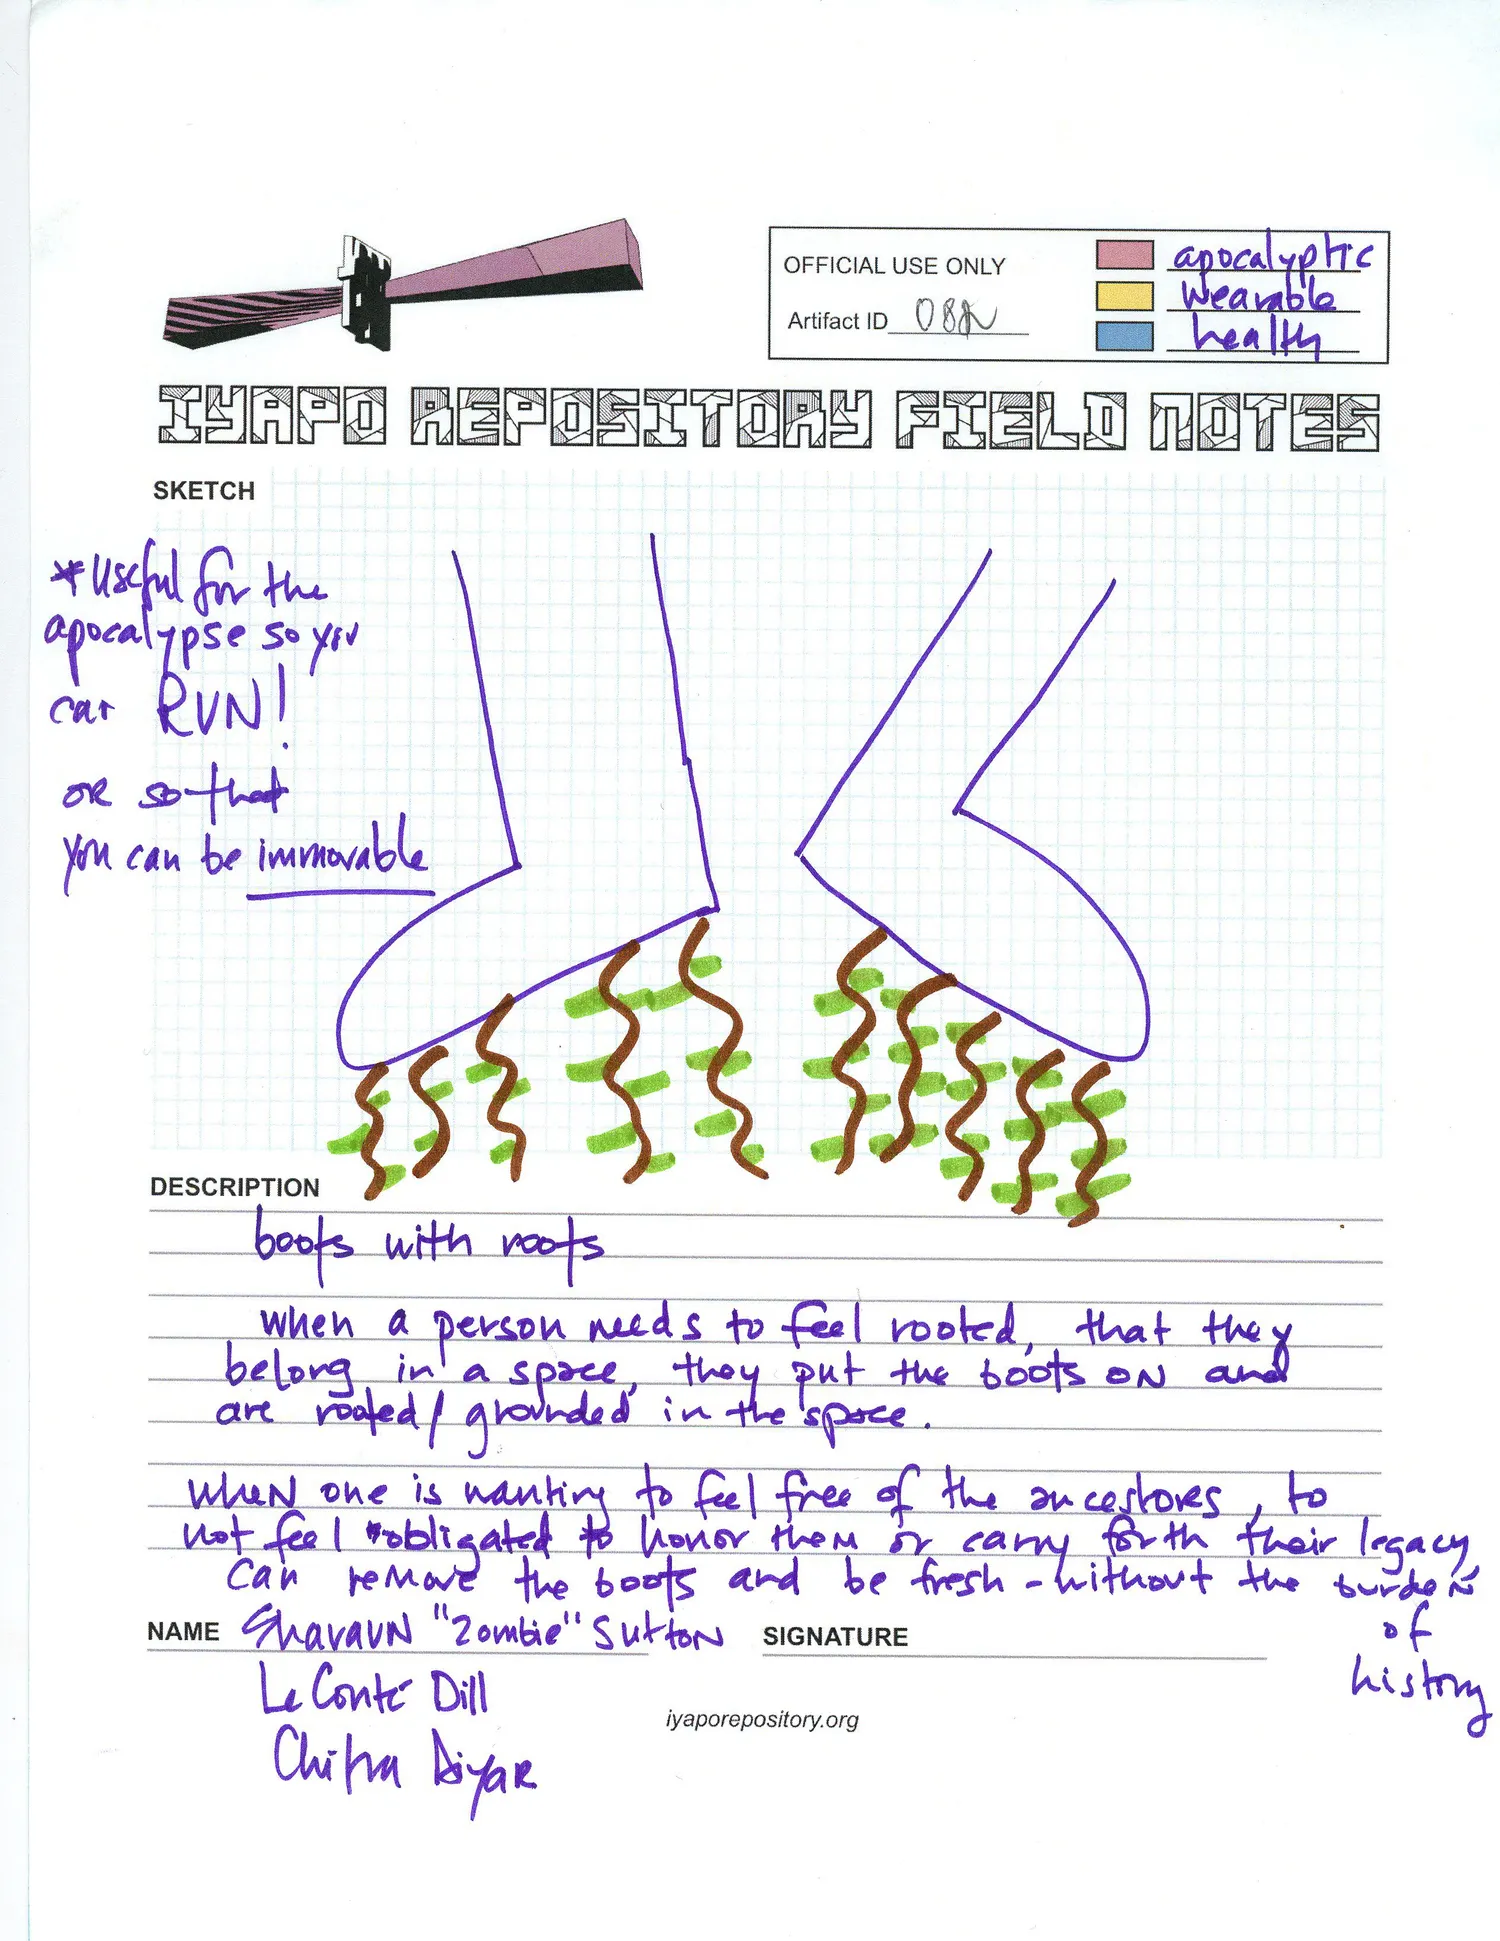 OFFICIAL USE ONLY
Artifact ID
apocalyptic
wearable
health
IYAPO REPOSITORY FIELD NOTES
SKETCH
*Useful for the
apocalypse so you
can RUN!
OR so that
you can be immovable
DESCRIPTION
boots with roots
when a person needs to feel rooted, that they
belong in a space, they put the boots on and
are rooted/grounded in the space.
when one is wanting to feel free of the ancestors, to
not feel obligated to honor them or carry forth their legacy,
can remove the boots and be fresh - without the burden
of
history
NAME Sharavn "Zombie" Sutton
SIGNATURE
LeConté Dill
Chitra Aiyar
iyaporepository.org